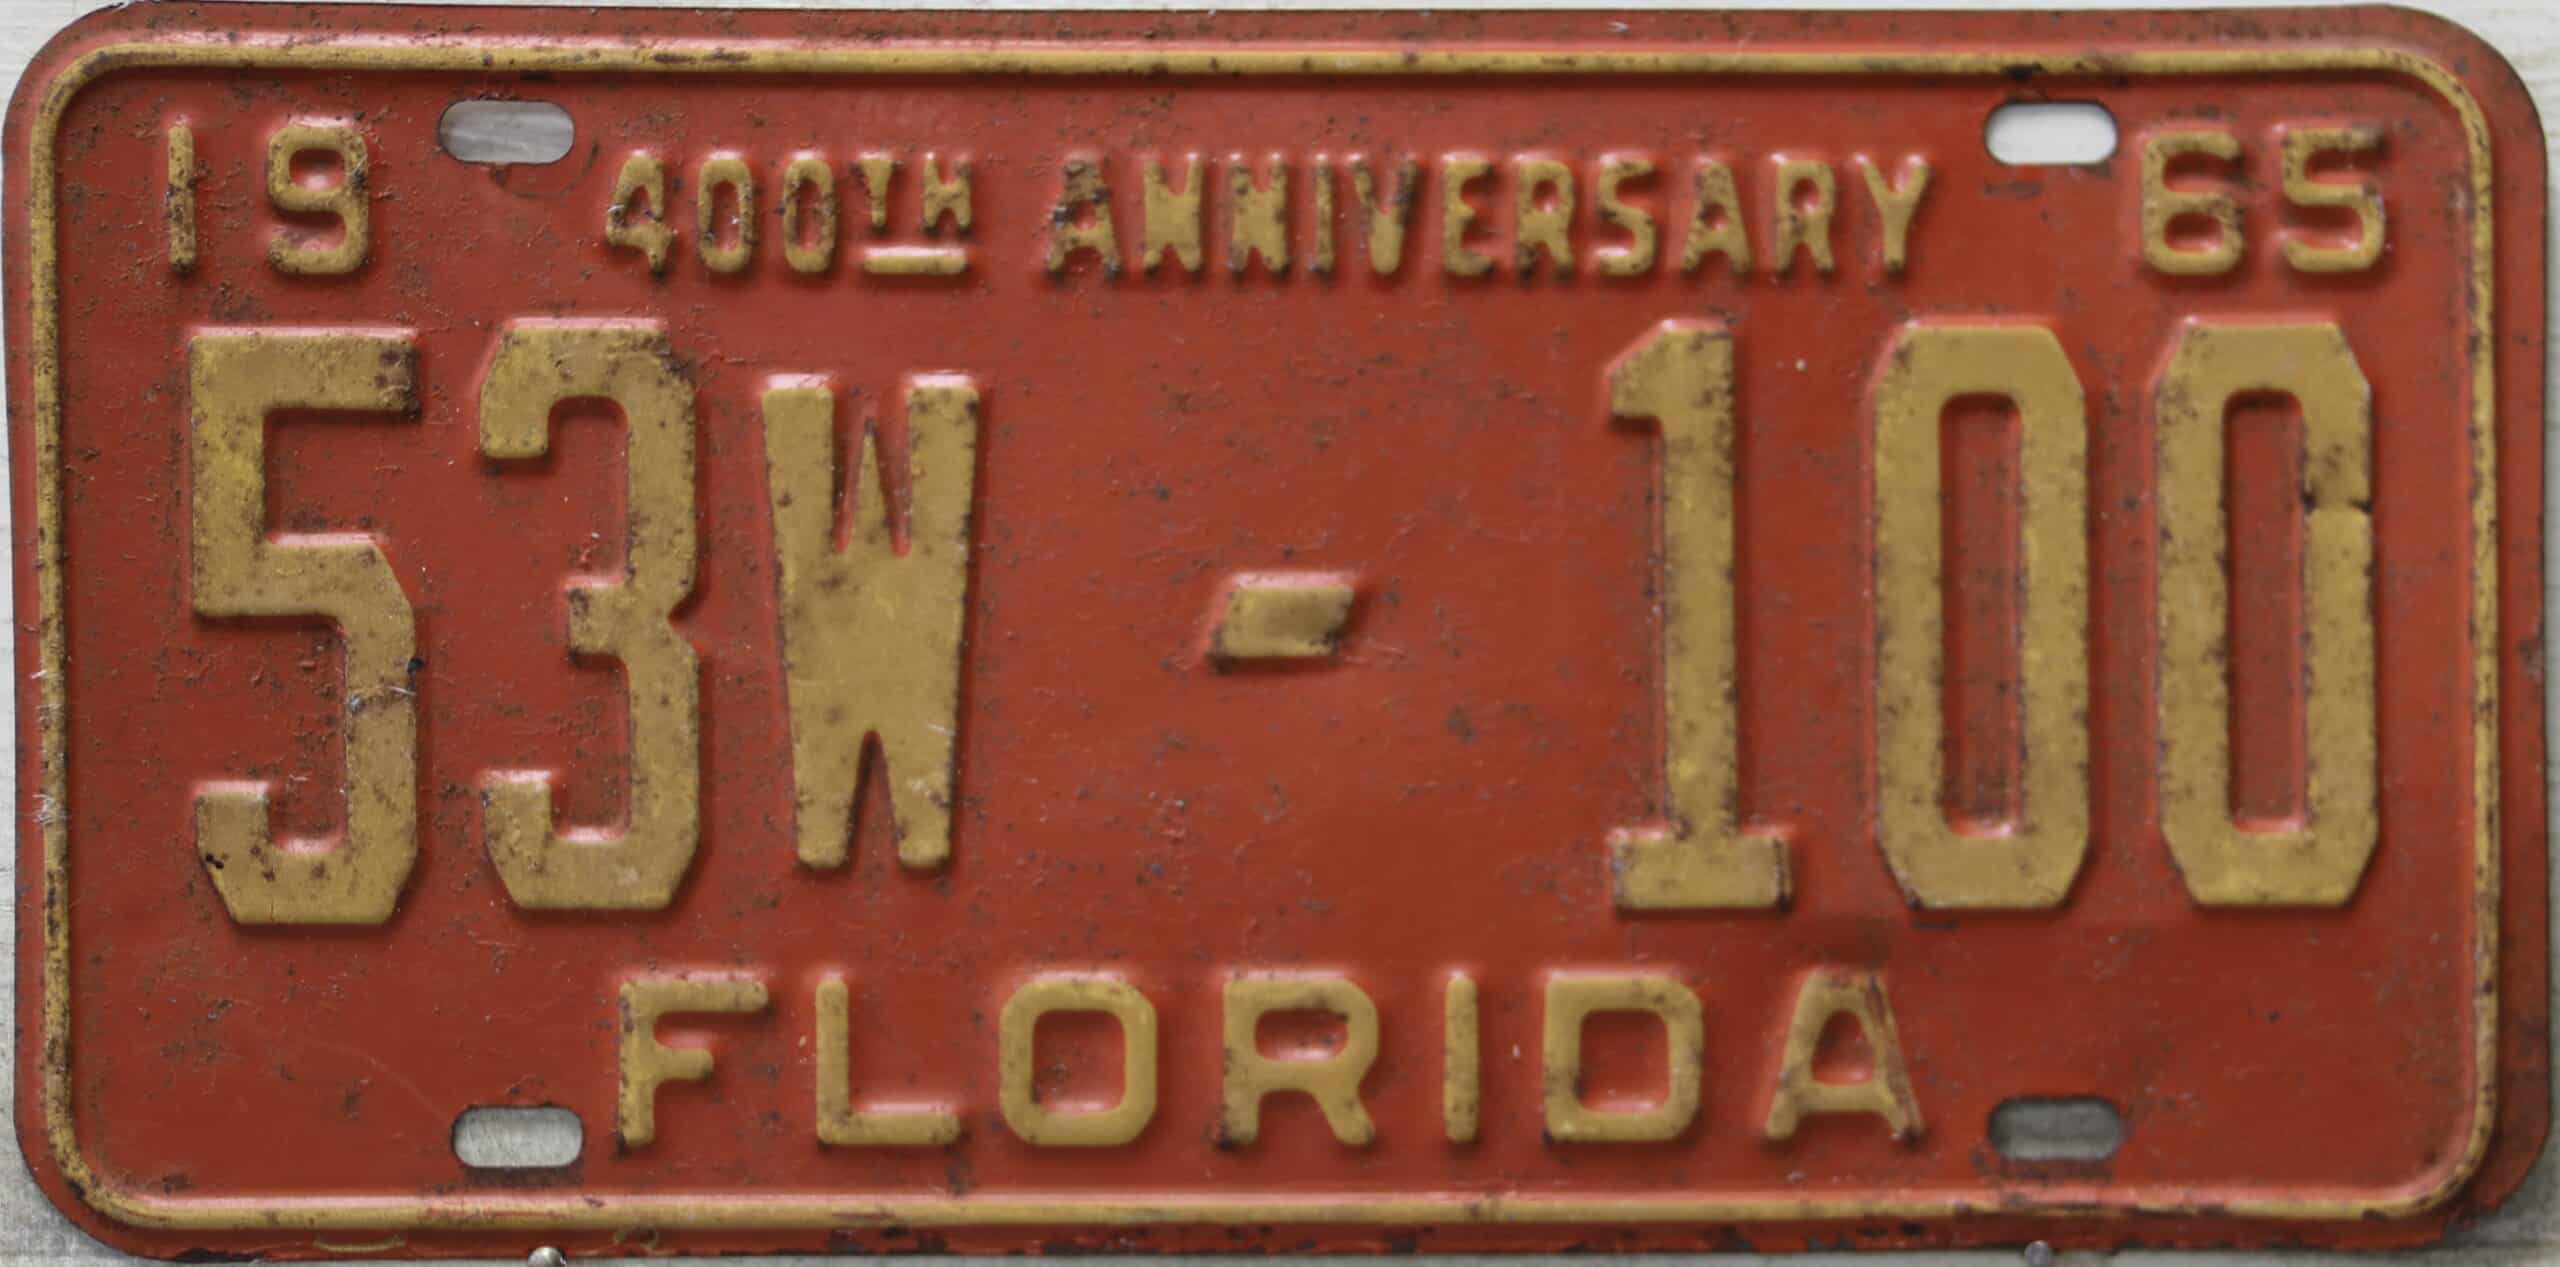 19 400TH ANNIVERSARY 65
53W - 100
FLORIDA